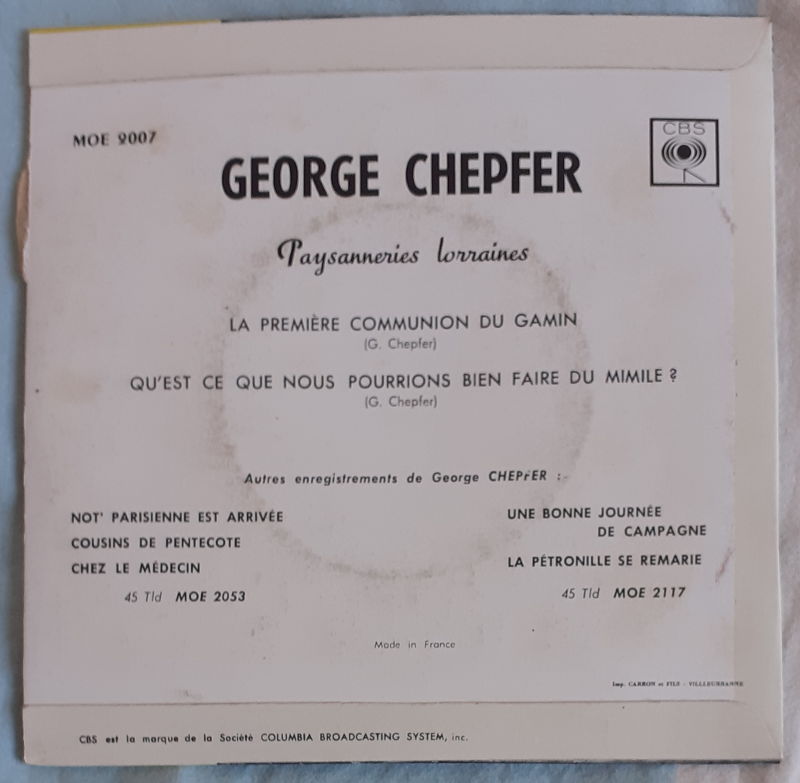 MOE 2007
CBS
GEORGE CHEPFER
Paysanneries lorraines
LA PREMIÈRE COMMUNION DU GAMIN
(G. Chepfer)
QU'EST CE QUE NOUS POURRIONS BIEN FAIRE DU MIMILE ?
(G. Chepfer)
Autres enregistrements de George CHEPFER :
NOT' PARISIENNE EST ARRIVÉE
COUSINS DE PENTECOTE
CHEZ LE MÉDECIN
45 Tld MOE 2053
UNE BONNE JOURNÉE
DE CAMPAGNE
LA PÉTRONILLE SE REMARIE
45 Tld MOE 2117
Made in France
Imp. CARRON et FILS - VILLEURBANNE
CBS est la marque de la Société COLUMBIA BROADCASTING SYSTEM, inc.